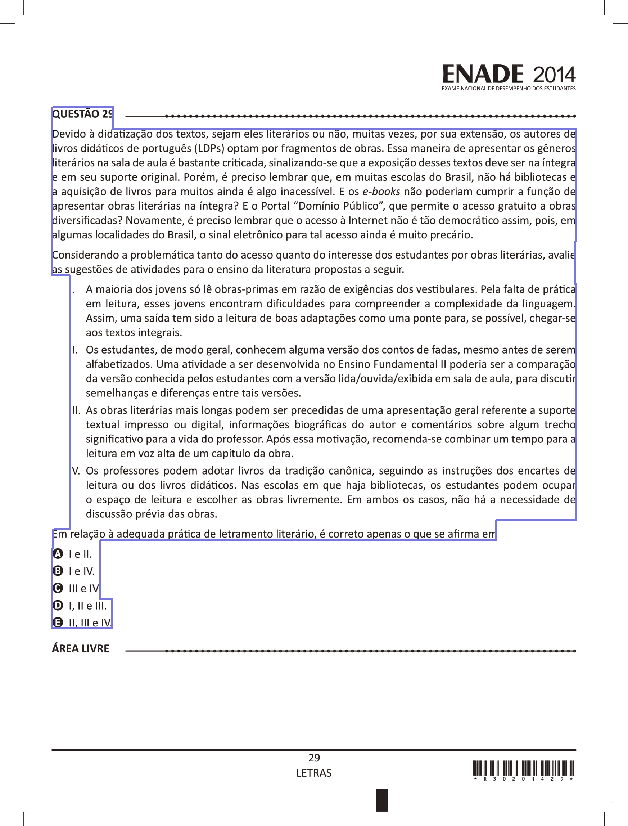 ENADE 2014
EXAME NACIONAL DE DESEMPENHO DOS ESTUDANTES
QUESTÃO 29
Devido à didatização dos textos, sejam eles literários ou não, muitas vezes, por sua extensão, os autores de
livros didáticos de português (LDPs) optam por fragmentos de obras. Essa maneira de apresentar os gêneros
literários na sala de aula é bastante criticada, sinalizando-se que a exposição desses textos deve ser na íntegra
e em seu suporte original. Porém, é preciso lembrar que, em muitas escolas do Brasil, não há bibliotecas e
a aquisição de livros para muitos ainda é algo inacessível. E os e-books não poderiam cumprir a função de
apresentar obras literárias na íntegra? E o Portal “Domínio Público”, que permite o acesso gratuito a obras
diversificadas? Novamente, é preciso lembrar que o acesso à Internet não é tão democrático assim, pois, em
algumas localidades do Brasil, o sinal eletrônico para tal acesso ainda é muito precário.
Considerando a problemática tanto do acesso quanto do interesse dos estudantes por obras literárias, avalie
as sugestões de atividades para o ensino da literatura propostas a seguir.
I. A maioria dos jovens só lê obras-primas em razão de exigências dos vestibulares. Pela falta de prática
em leitura, esses jovens encontram dificuldades para compreender a complexidade da linguagem.
Assim, uma saída tem sido a leitura de boas adaptações como uma ponte para, se possível, chegar-se
aos textos integrais.
II. Os estudantes, de modo geral, conhecem alguma versão dos contos de fadas, mesmo antes de serem
alfabetizados. Uma atividade a ser desenvolvida no Ensino Fundamental II poderia ser a comparação
da versão conhecida pelos estudantes com a versão lida/ouvida/exibida em sala de aula, para discutir
semelhanças e diferenças entre tais versões.
III. As obras literárias mais longas podem ser precedidas de uma apresentação geral referente a suporte
textual impresso ou digital, informações biográficas do autor e comentários sobre algum trecho
significativo para a vida do professor. Após essa motivação, recomenda-se combinar um tempo para a
leitura em voz alta de um capítulo da obra.
IV. Os professores podem adotar livros da tradição canônica, seguindo as instruções dos encartes de
leitura ou dos livros didáticos. Nas escolas em que haja bibliotecas, os estudantes podem ocupar
o espaço de leitura e escolher as obras livremente. Em ambos os casos, não há a necessidade de
discussão prévia das obras.
Em relação à adequada prática de letramento literário, é correto apenas o que se afirma em
A I e II.
B I e IV.
C III e IV.
D I, II e III.
E II, III e IV.
ÁREA LIVRE
29
LETRAS
*R3020142 9*